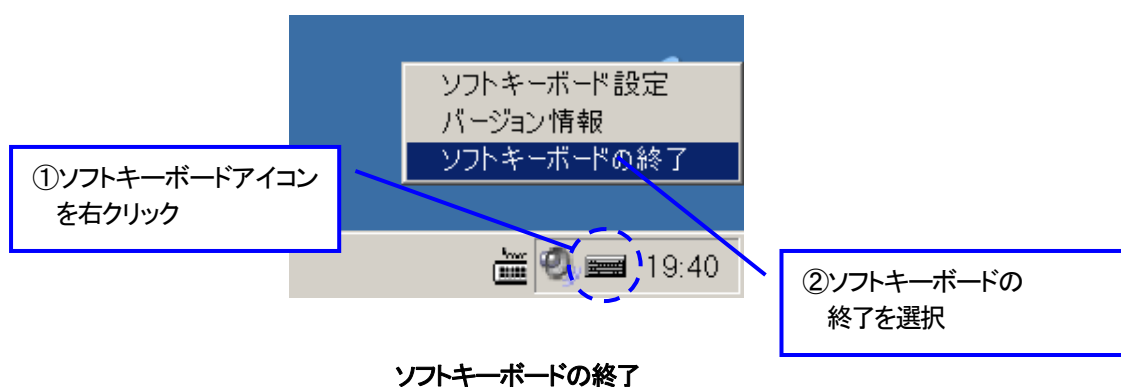 ソフトキーボード設定
バージョン情報
ソフトキーボードの終了
①ソフトキーボードアイコン
を右クリック
19:40
②ソフトキーボードの
終了を選択
ソフトキーボードの終了